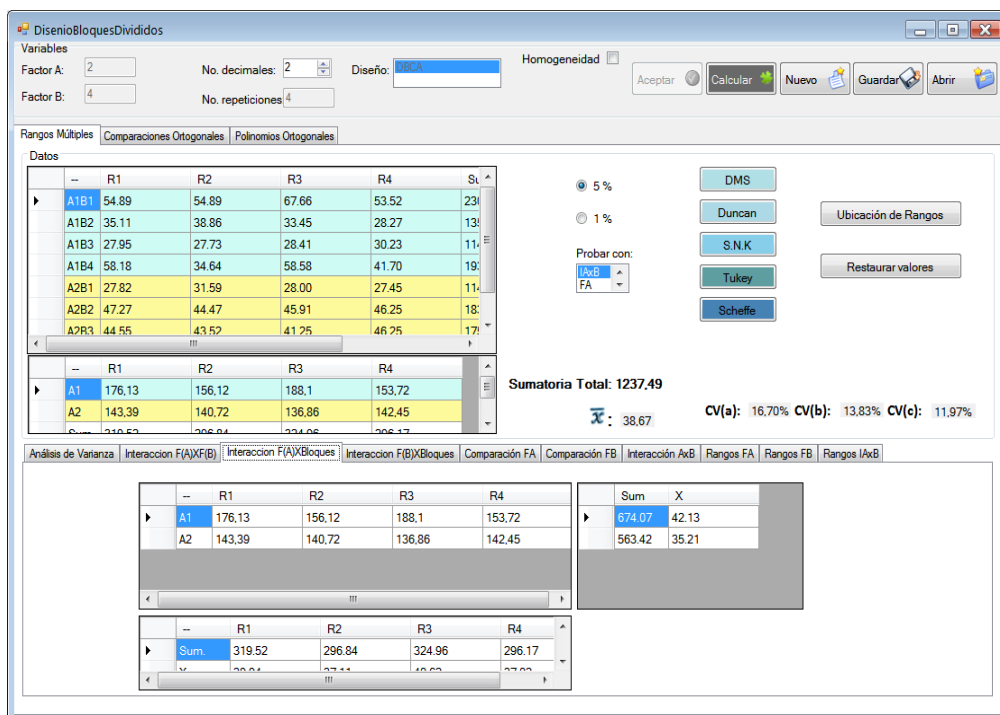 DisenioBloquesDivididos
Variables
Factor A: 2
No. decimales: 2
Diseño: DBCA
Homogeneidad
Aceptar
Calcular
Nuevo
Guardar
Abrir
Factor B: 4
No. repeticiones 4
Rangos Múltiples
Comparaciones Ortogonales
Polinomios Ortogonales
Datos
-- R1 R2 R3 R4
A1B1 54.89 54.89 67.66 53.52
A1B2 35.11 38.86 33.45 28.27
A1B3 27.95 27.73 28.41 30.23
A1B4 58.18 34.64 58.58 41.70
A2B1 27.82 31.59 28.00 27.45
A2B2 47.27 44.47 45.91 46.25
A2B3 44.55 43.52 41.25 46.25
5 %
1 %
Probar con:
IAxB
FA
DMS
Duncan
S.N.K
Tukey
Scheffe
Ubicación de Rangos
Restaurar valores
-- R1 R2 R3 R4
A1 176,13 156,12 188,1 153,72
A2 143,39 140,72 136,86 142,45
Sumatoria Total: 1237,49
x̅ : 38,67
CV(a): 16,70% CV(b): 13,83% CV(c): 11,97%
Análisis de Varianza
Interaccion F(A)XF(B)
Interaccion F(A)XBloques
Interaccion F(B)XBloques
Comparación FA
Comparación FB
Interacción AxB
Rangos FA
Rangos FB
Rangos IAxB
-- R1 R2 R3 R4
A1 176,13 156,12 188,1 153,72
A2 143,39 140,72 136,86 142,45
Sum X
674.07 42.13
563.42 35.21
-- R1 R2 R3 R4
Sum. 319.52 296.84 324.96 296.17